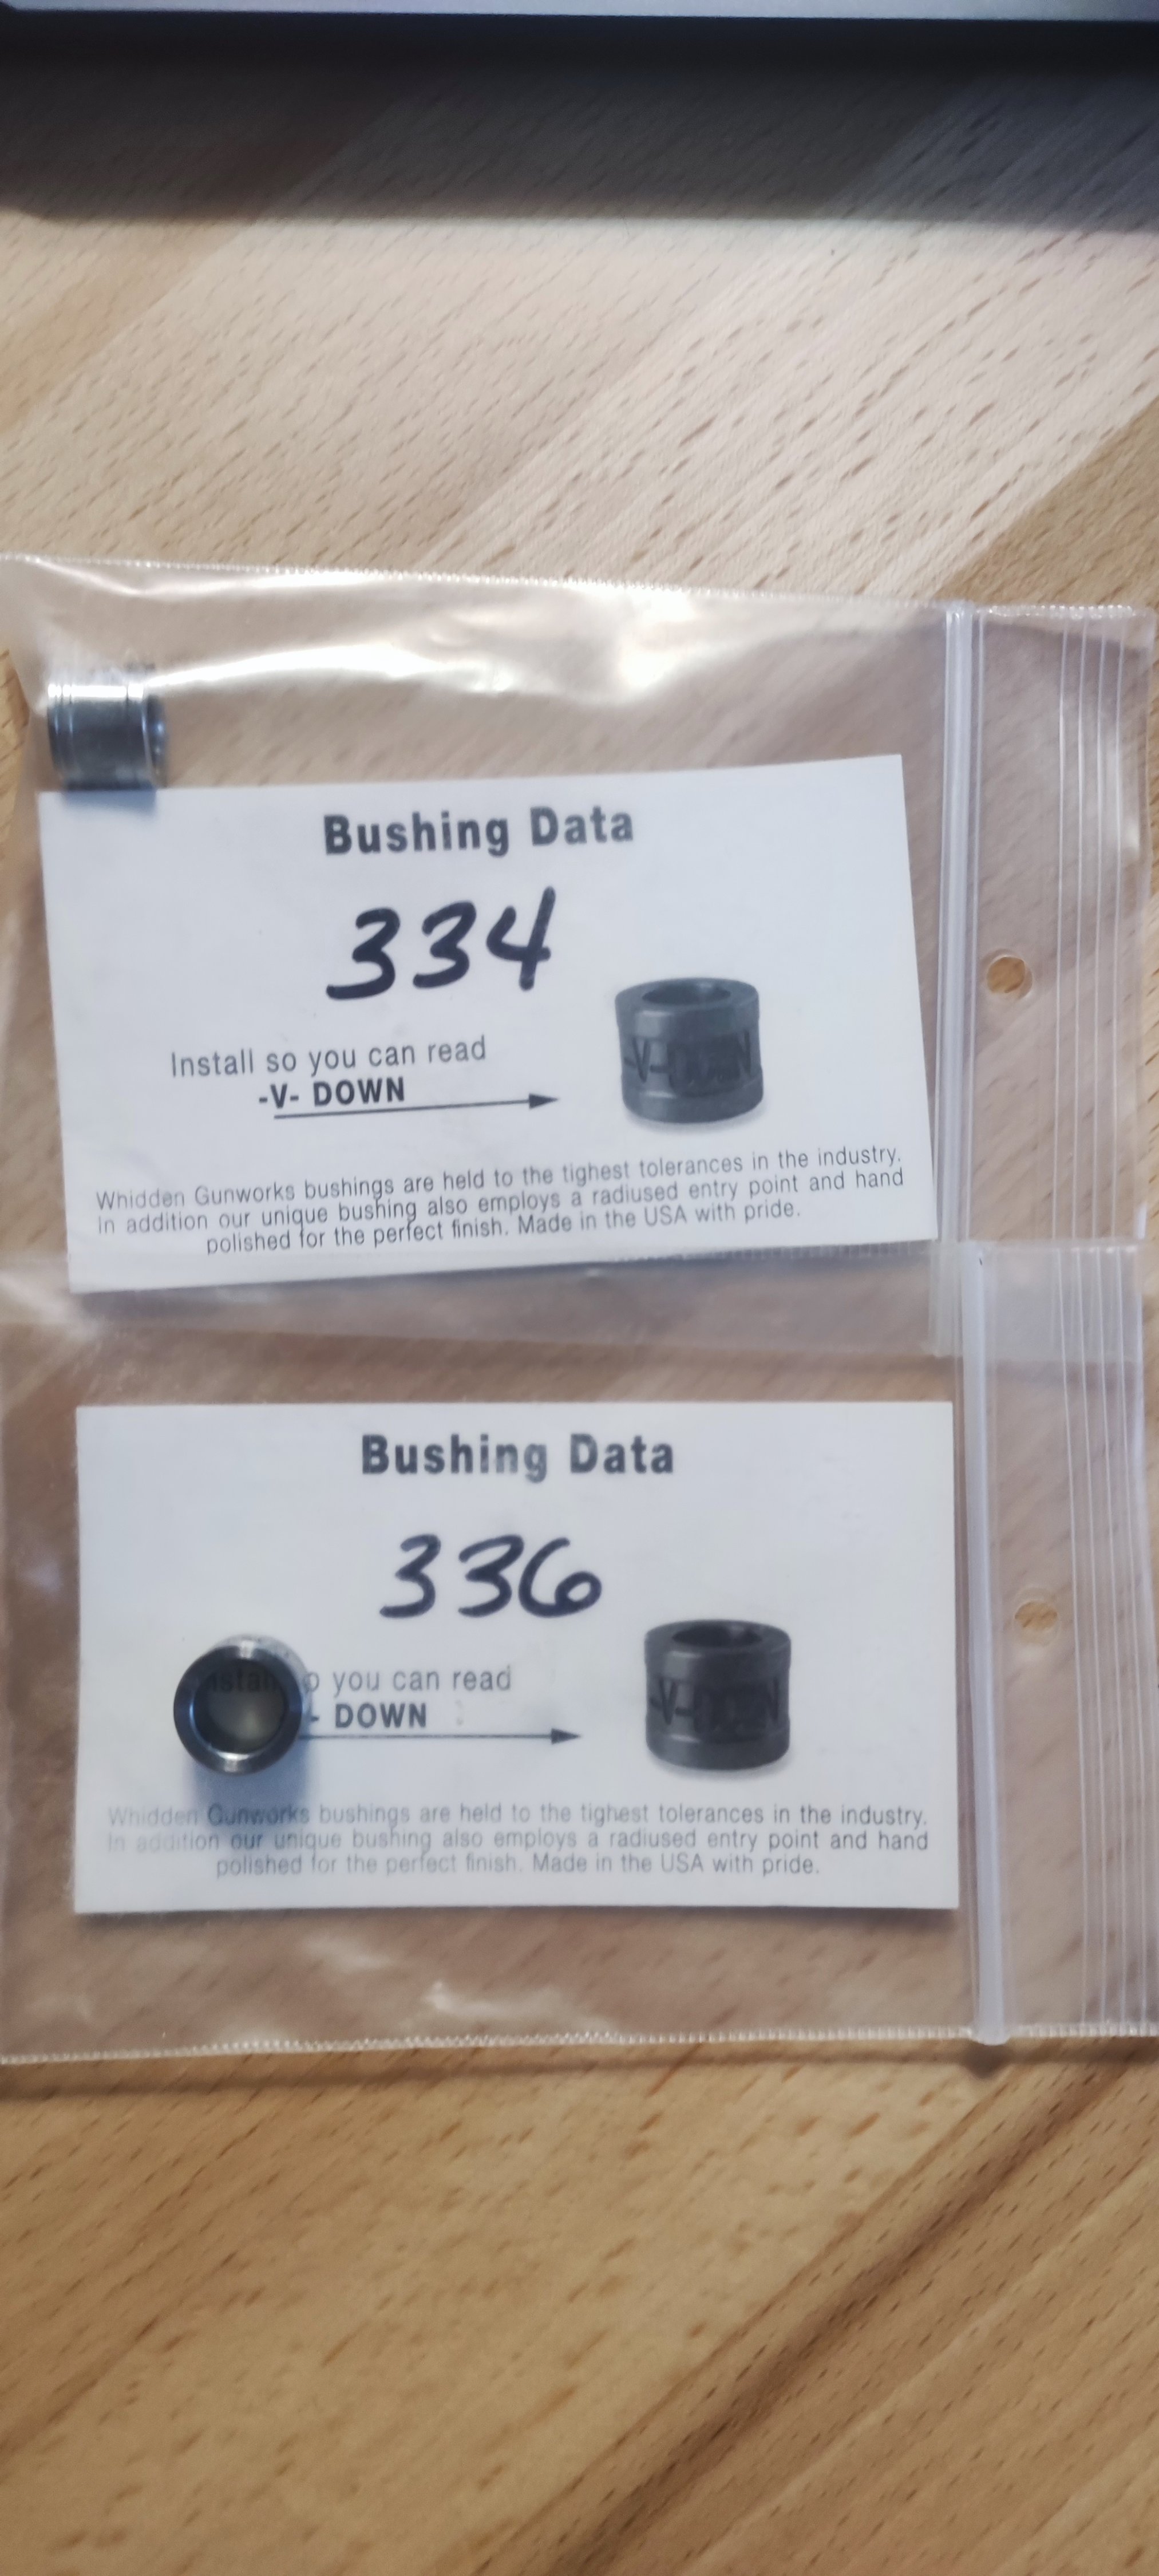 Bushing Data
334
Install so you can read
-V- DOWN
-V-DOWN
Whidden Gunworks bushings are held to the tighest tolerances in the industry.
In addition our unique bushing also employs a radiused entry point and hand
polished for the perfect finish. Made in the USA with pride.
Bushing Data
336
Install so you can read
- DOWN
-V-DOWN
Whidden Gunworks bushings are held to the tighest tolerances in the industry.
In addition our unique bushing also employs a radiused entry point and hand
polished for the perfect finish. Made in the USA with pride.